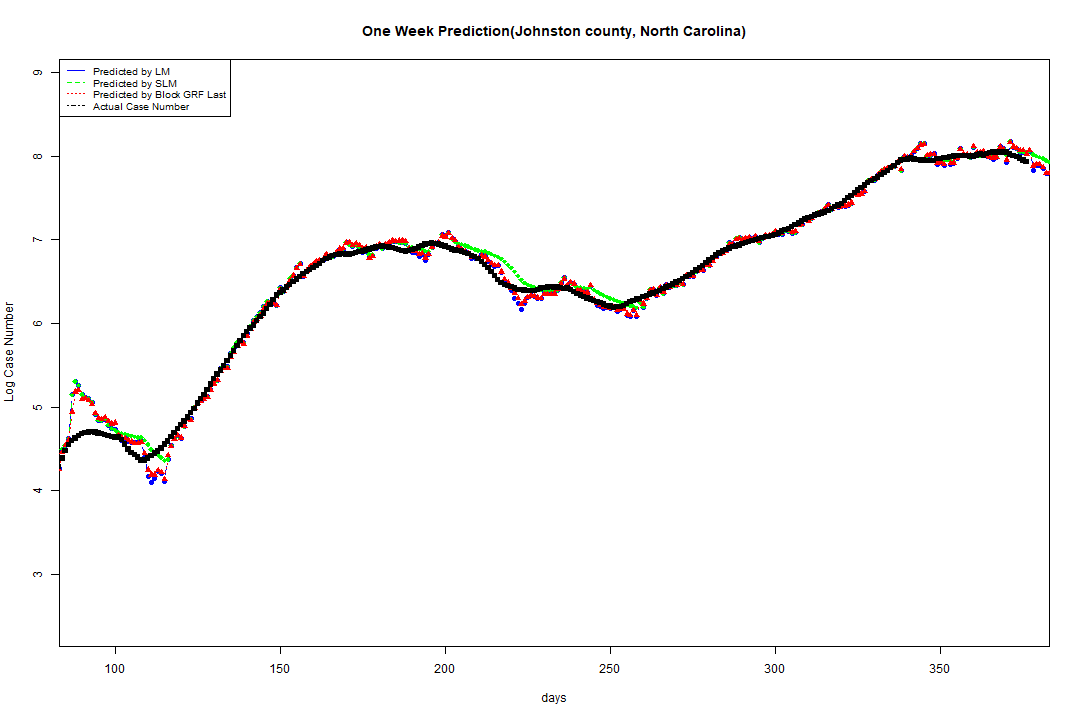 One Week Prediction(Johnston county, North Carolina)
Predicted by LM
Predicted by SLM
Predicted by Block GRF Last
Actual Case Number
9
8
7
6
5
4
3
Log Case Number
100 150 200 250 300 350
days